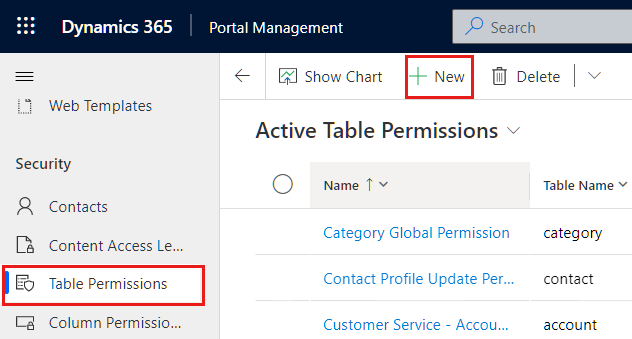 Dynamics 365 Portal Management Search
Show Chart New Delete
Web Templates
Active Table Permissions
Security
Name Table Name
Contacts
Category Global Permission category
Content Access Le...
Contact Profile Update Per... contact
Table Permissions
Customer Service - Accou... account
Column Permissio...